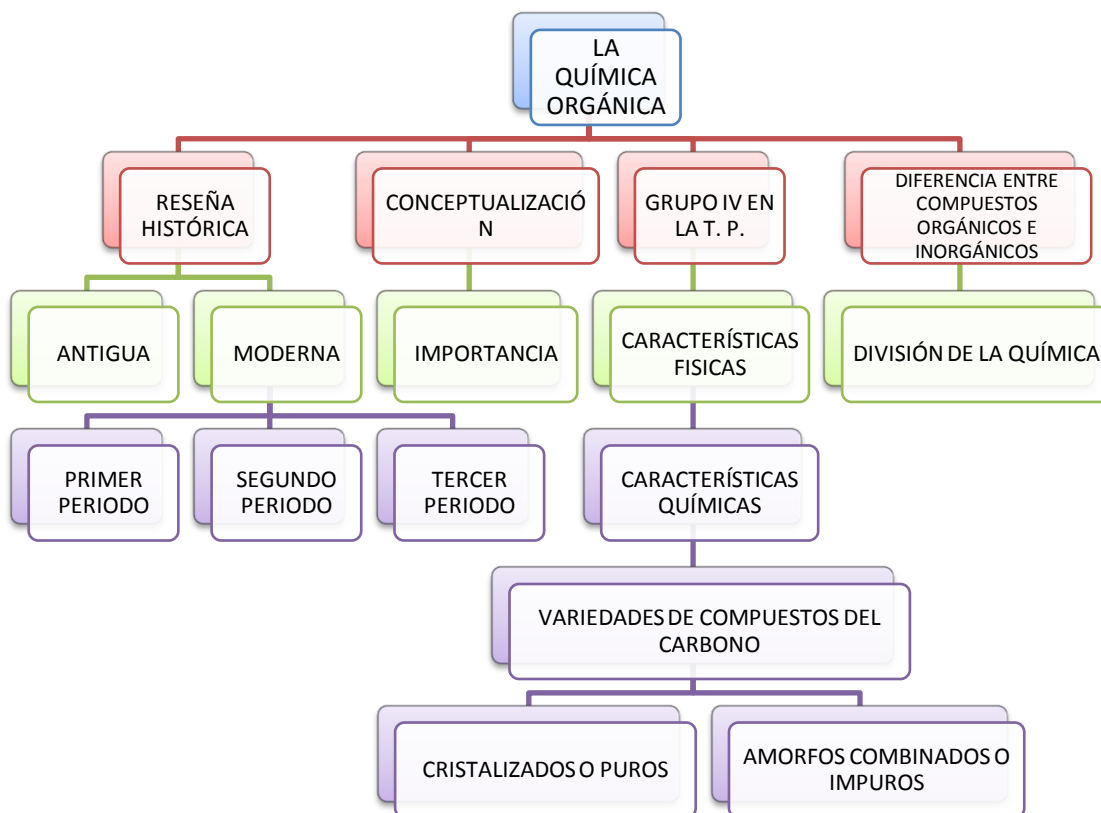 LA
QUÍMICA
ORGÁNICA
RESEÑA
HISTÓRICA
CONCEPTUALIZACIÓ
N
GRUPO IV EN
LA T. P.
DIFERENCIA ENTRE
COMPUESTOS
ORGÁNICOS E
INORGÁNICOS
ANTIGUA
MODERNA
IMPORTANCIA
CARACTERÍSTICAS
FISICAS
DIVISIÓN DE LA QUÍMICA
PRIMER
PERIODO
SEGUNDO
PERIODO
TERCER
PERIODO
CARACTERÍSTICAS
QUÍMICAS
VARIEDADES DE COMPUESTOS DEL
CARBONO
CRISTALIZADOS O PUROS
AMORFOS COMBINADOS O
IMPUROS